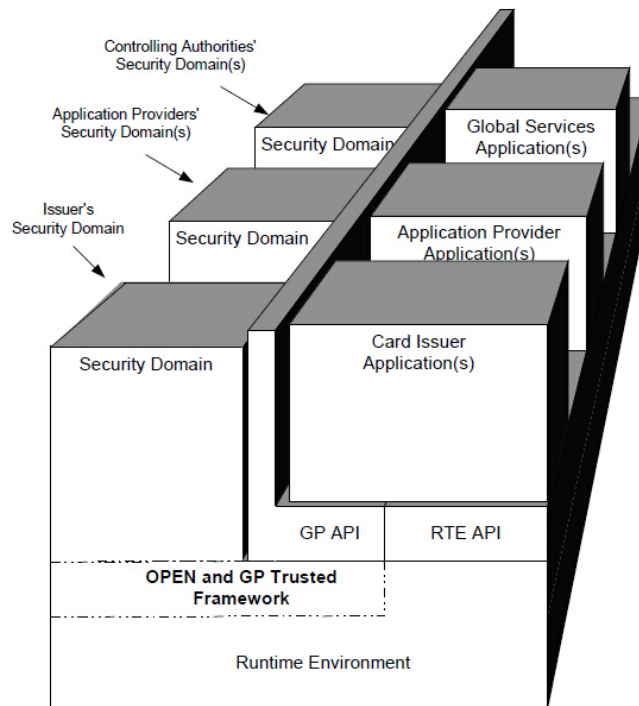 Controlling Authorities'
Security Domain(s)
Application Providers'
Security Domain(s)
Issuer's
Security Domain
Security Domain
Global Services
Application(s)
Security Domain
Application Provider
Application(s)
Security Domain
Card Issuer
Application(s)
GP API
RTE API
OPEN and GP Trusted
Framework
Runtime Environment